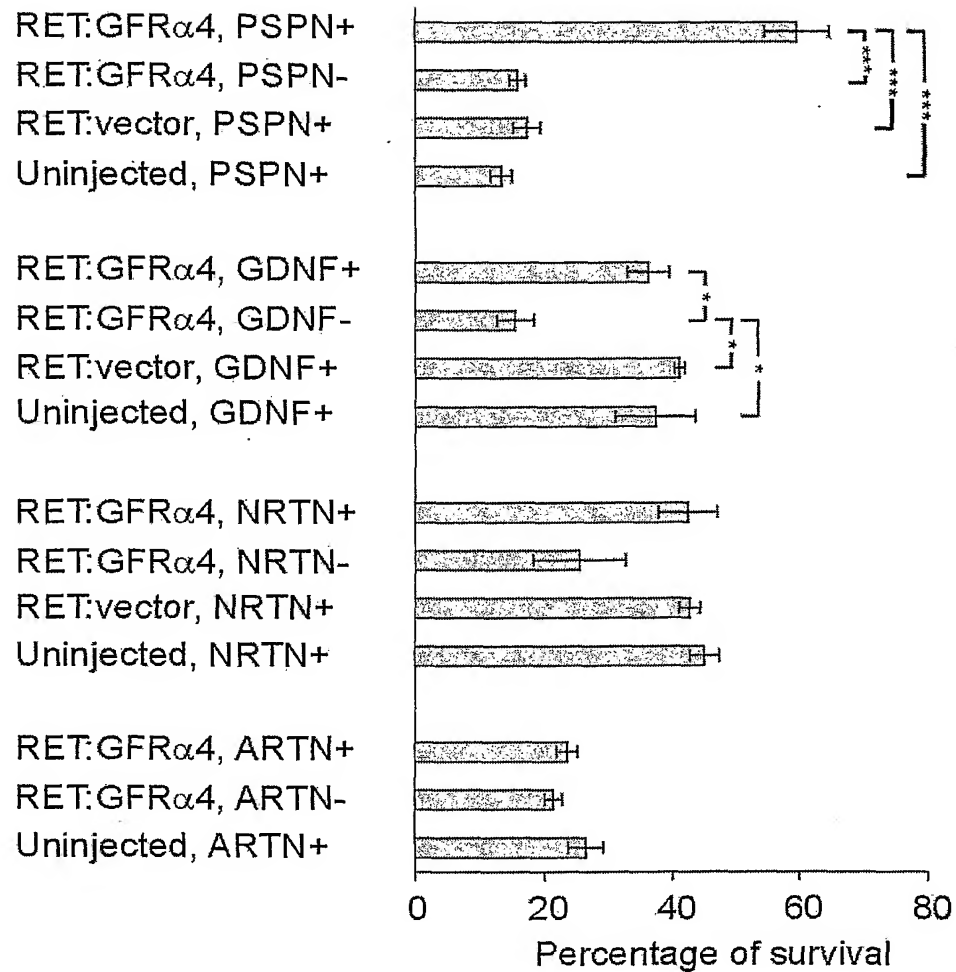 RET:GFRα4, PSPN+
RET:GFRα4, PSPN-
RET:vector, PSPN+
Uninjected, PSPN+
***
***
***
RET:GFRα4, GDNF+
RET:GFRα4, GDNF-
RET:vector, GDNF+
Uninjected, GDNF+
*
*
*
RET:GFRα4, NRTN+
RET:GFRα4, NRTN-
RET:vector, NRTN+
Uninjected, NRTN+
RET:GFRα4, ARTN+
RET:GFRα4, ARTN-
Uninjected, ARTN+
0 20 40 60 80
Percentage of survival